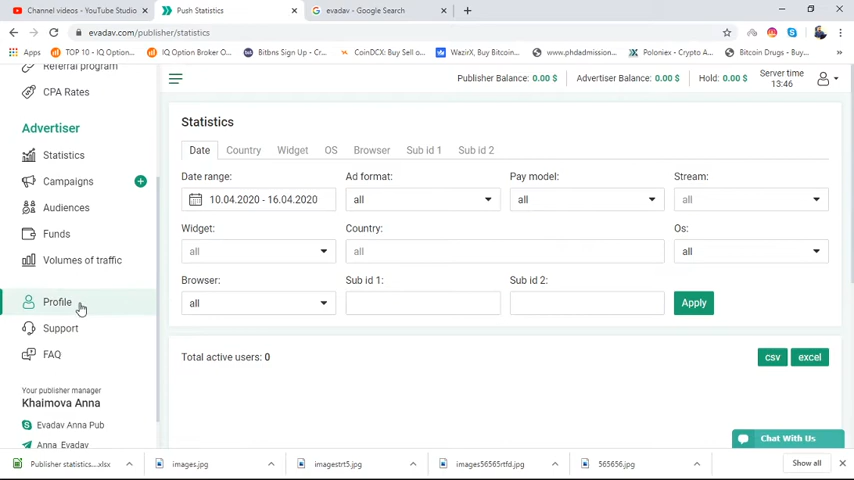 Channel videos - YouTube Studio
Push Statistics
evadav - Google Search
evadav.com/publisher/statistics
Apps
TOP 10 - IQ Option...
IQ Option Broker O...
Bitbns Sign Up - Cr...
CoinDCX: Buy Sell o...
WazirX, Buy Bitcoin...
www.phdadmission...
Poloniex - Crypto A...
Bitcoin Drugs - Buy...
Referral program
CPA Rates
Advertiser
Statistics
Campaigns
Audiences
Funds
Volumes of traffic
Profile
Support
FAQ
Your publisher manager
Khaimova Anna
Evadav Anna Pub
Anna_Evadav
Publisher Balance: 0.00 $
Advertiser Balance: 0.00 $
Hold: 0.00 $
Server time
13:46
Statistics
Date
Country
Widget
OS
Browser
Sub id 1
Sub id 2
Date range:
Ad format:
Pay model:
Stream:
10.04.2020 - 16.04.2020
all
all
all
Widget:
Country:
Os:
all
all
all
Browser:
Sub id 1:
Sub id 2:
all
Apply
Total active users: 0
csv
excel
Chat With Us
Publisher statistics....xlsx
images.jpg
imagestrt5.jpg
images56565rtfd.jpg
565656.jpg
Show all